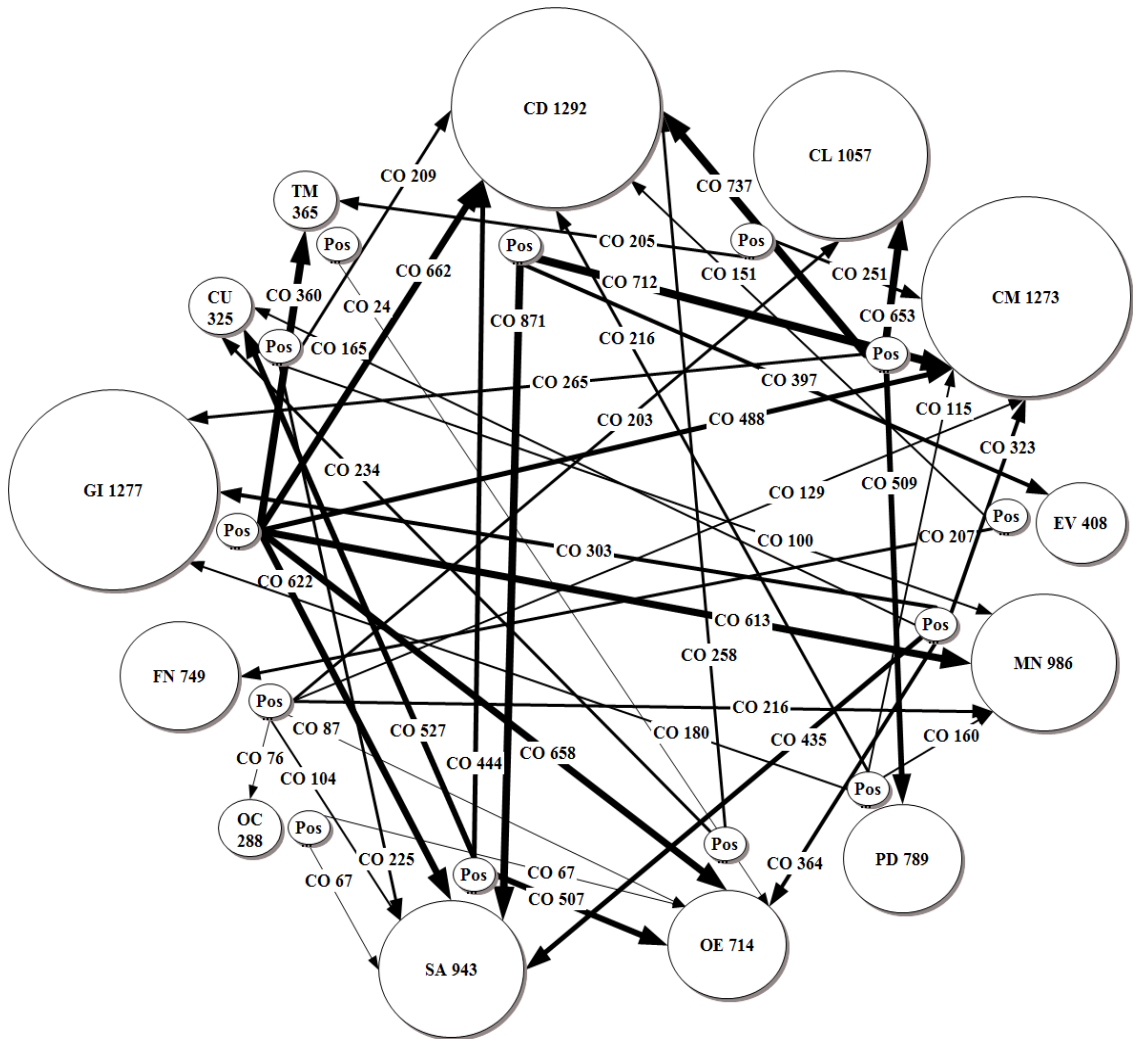 CD 1292
CL 1057
CO 737
CO 209
TM
365
Pos
Pos
Pos
CO 205
CO 662
CO 151
CO 251
CO 712
CM 1273
CU
325
CO 360
CO 24
CO 871
CO 653
CO 216
CO 165
Pos
Pos
CO 265
CO 397
CO 115
CO 203
CO 488
CO 323
CO 234
CO 509
GI 1277
CO 129
Pos
Pos
EV 408
CO 303
CO 100
CO 207
CO 622
CO 613
Pos
CO 258
MN 986
FN 749
Pos
CO 216
CO 87
CO 527
CO 180
CO 435
CO 160
CO 76
CO 104
CO 444
CO 658
Pos
OC
288
Pos
Pos
CO 225
PD 789
CO 364
CO 67
Pos
CO 67
CO 507
OE 714
SA 943